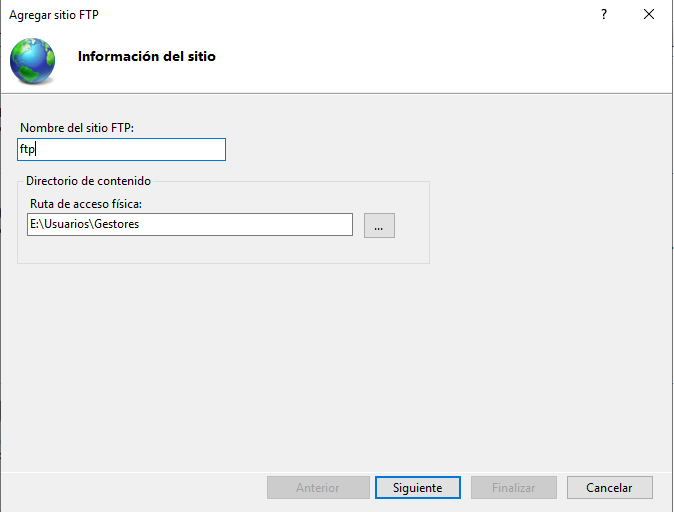 Agregar sitio FTP
?
Información del sitio
Nombre del sitio FTP:
ftp
Directorio de contenido
Ruta de acceso física:
E:\Usuarios\Gestores
...
Anterior
Siguiente
Finalizar
Cancelar